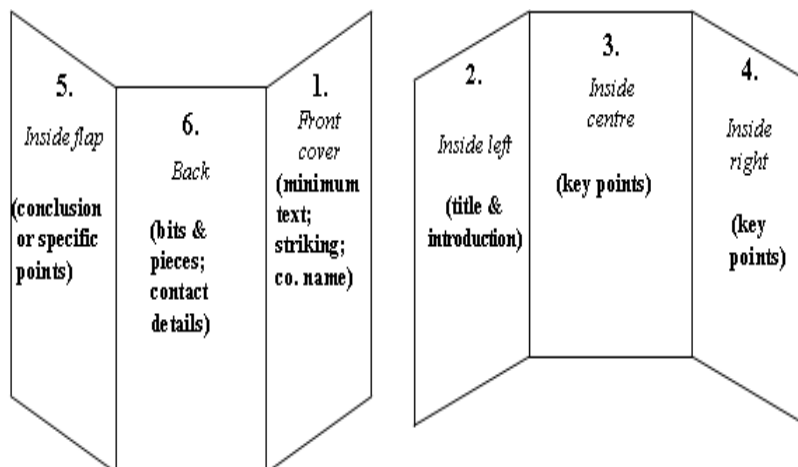 5.
Inside flap
(conclusion
or specific
points)
6.
Back
(bits &
pieces;
contact
details)
1.
Front
cover
(minimum
text;
striking;
co. name)
2.
Inside left
(title &
introduction)
3.
Inside
centre
(key points)
4.
Inside
right
(key
points)